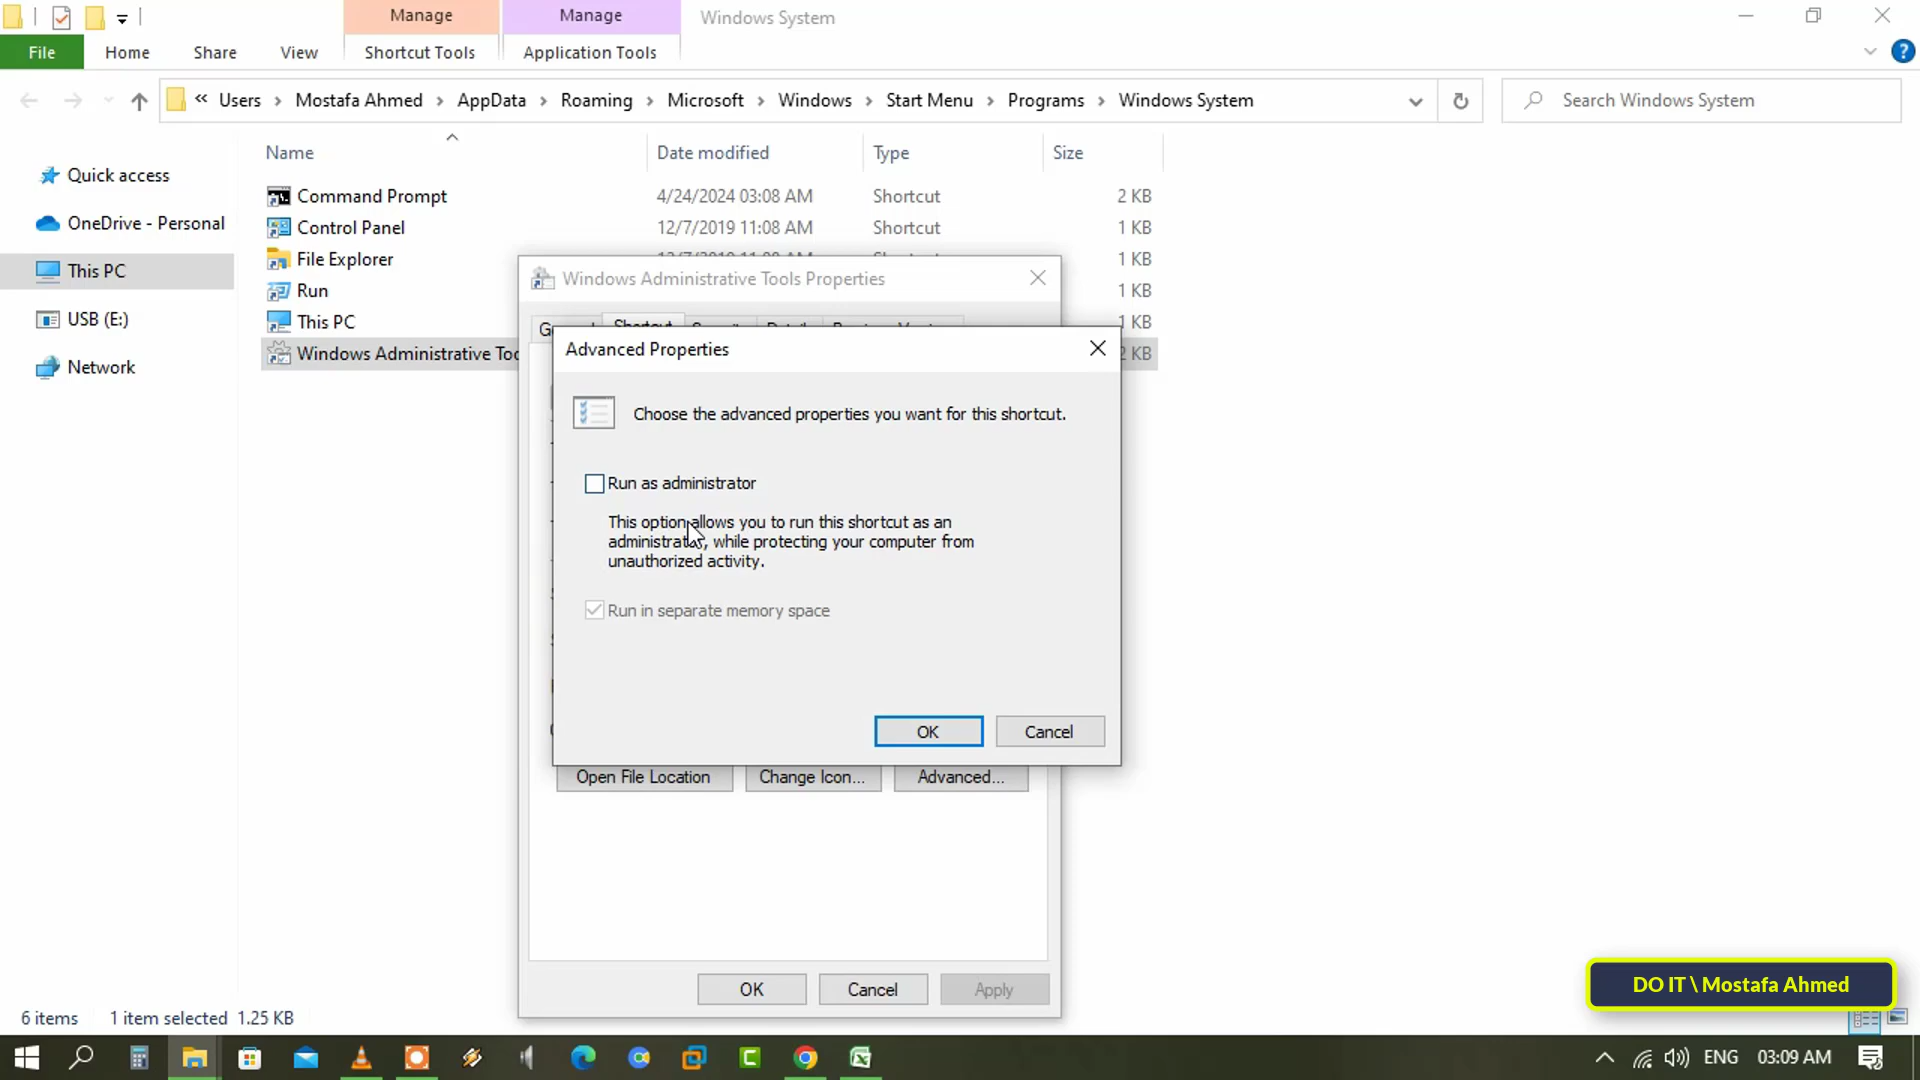 Manage
Manage
Windows System
File
Home
Share
View
Shortcut Tools
Application Tools
« Users > Mostafa Ahmed > AppData > Roaming > Microsoft > Windows > Start Menu > Programs > Windows System
Search Windows System
Name
Date modified
Type
Size
Quick access
OneDrive - Personal
This PC
USB (E:)
Network
Command Prompt 4/24/2024 03:08 AM Shortcut 2 KB
Control Panel 12/7/2019 11:08 AM Shortcut 1 KB
File Explorer 1 KB
Run 1 KB
This PC 1 KB
Windows Administrative Too 2 KB
Windows Administrative Tools Properties
Shortcut
Advanced Properties
Choose the advanced properties you want for this shortcut.
Run as administrator
This option allows you to run this shortcut as an
administrator, while protecting your computer from
unauthorized activity.
Run in separate memory space
OK
Cancel
Open File Location
Change Icon...
Advanced...
OK
Cancel
Apply
DO IT \ Mostafa Ahmed
6 items
1 item selected 1.25 KB
ENG
03:09 AM